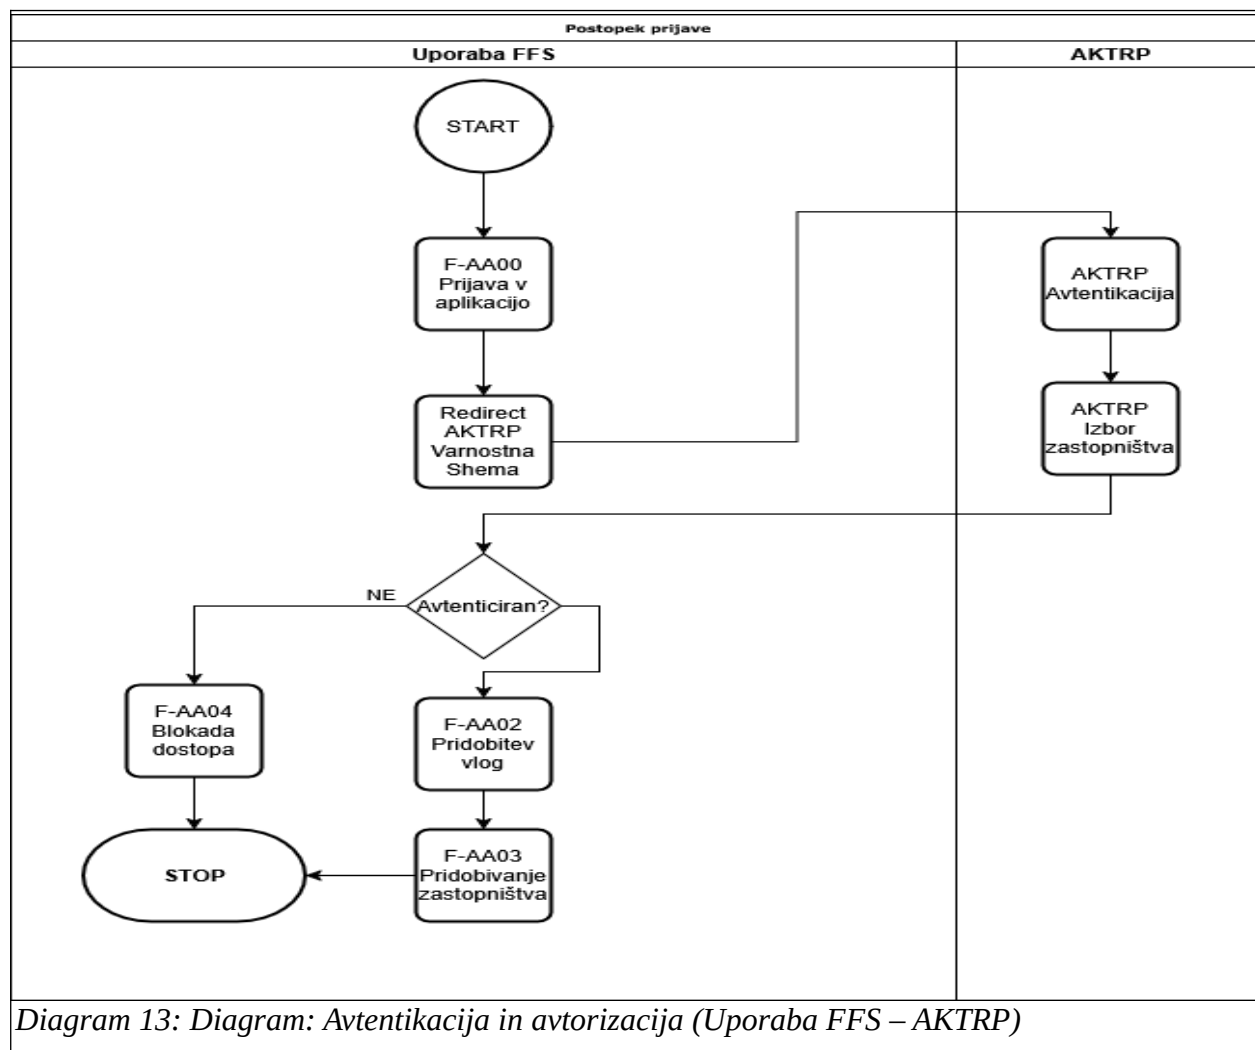 Postopek prijave
Uporaba FFS
AKTRP
START
F-AA00
Prijava v
aplikacijo
AKTRP
Avtentikacija
Redirect
AKTRP
Varnostna
Shema
AKTRP
Izbor
zastopništva
NE
Avtenticiran?
F-AA04
Blokada
dostopa
F-AA02
Pridobitev
vlog
STOP
F-AA03
Pridobivanje
zastopništva
Diagram 13: Diagram: Avtentikacija in avtorizacija (Uporaba FFS – AKTRP)